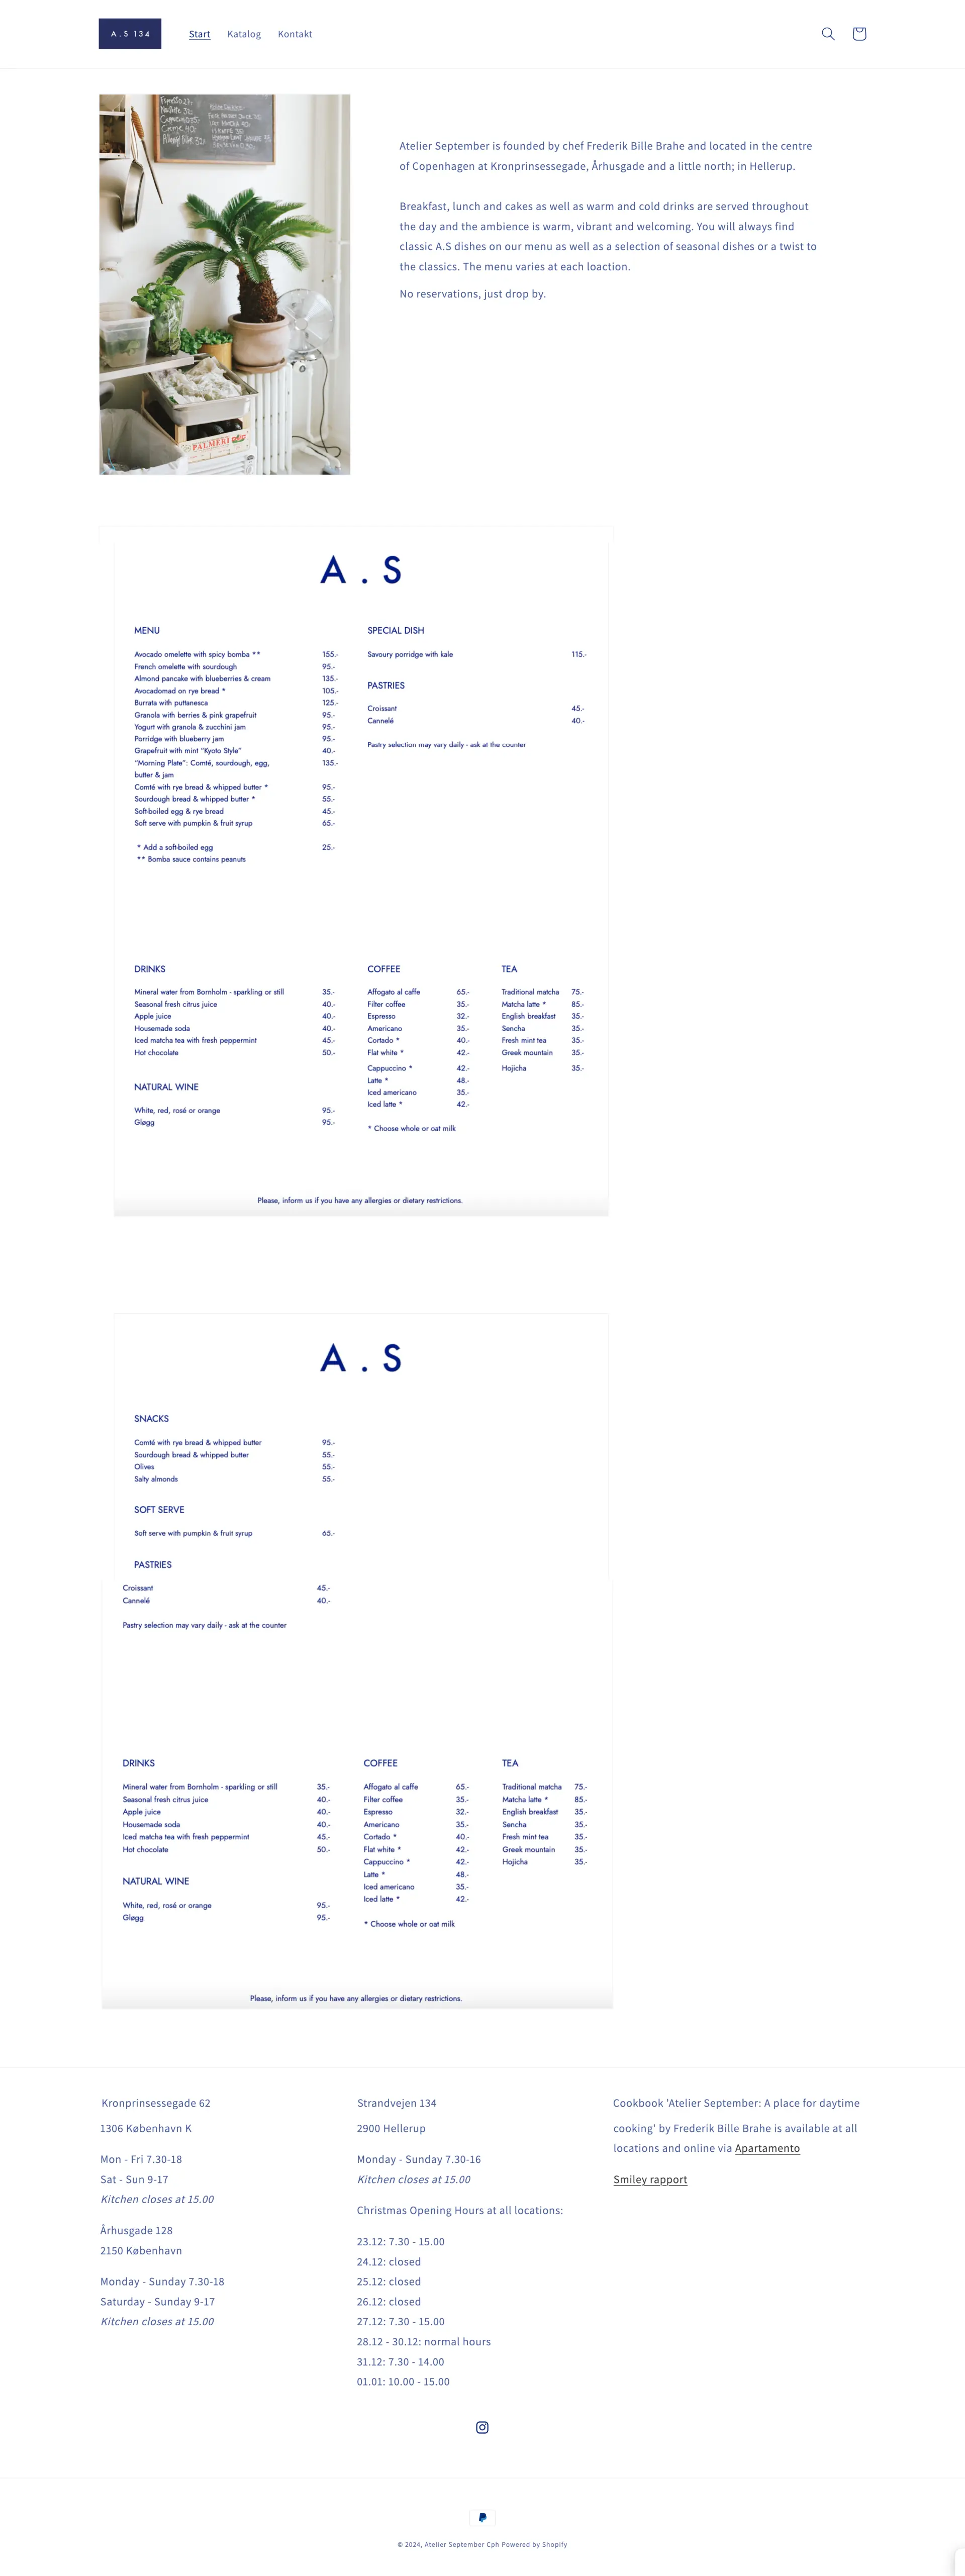 A . S 134
Start
Katalog
Kontakt
Atelier September is founded by chef Frederik Bille Brahe and located in the centre
of Copenhagen at Kronprinsessegade, Århusgade and a little north; in Hellerup.
Breakfast, lunch and cakes as well as warm and cold drinks are served throughout
the day and the ambience is warm, vibrant and welcoming. You will always find
classic A.S dishes on our menu as well as a selection of seasonal dishes or a twist to
the classics. The menu varies at each loaction.
No reservations, just drop by.
PALMERI
A . S
MENU
Avocado omelette with spicy bomba ** 155.-
French omelette with sourdough 95.-
Almond pancake with blueberries & cream 135.-
Avocadomad on rye bread * 105.-
Burrata with puttanesca 125.-
Granola with berries & pink grapefruit 95.-
Yogurt with granola & zucchini jam 95.-
Porridge with blueberry jam 95.-
Grapefruit with mint “Kyoto Style” 40.-
“Morning Plate”: Comté, sourdough, egg, 135.-
butter & jam
Comté with rye bread & whipped butter * 95.-
Sourdough bread & whipped butter * 55.-
Soft-boiled egg & rye bread 45.-
Soft serve with pumpkin & fruit syrup 65.-
* Add a soft-boiled egg 25.-
** Bomba sauce contains peanuts
SPECIAL DISH
Savoury porridge with kale 115.-
PASTRIES
Croissant 45.-
Cannelé 40.-
Pastry selection may vary daily - ask at the counter
DRINKS
Mineral water from Bornholm - sparkling or still 35.-
Seasonal fresh citrus juice 40.-
Apple juice 40.-
Housemade soda 40.-
Iced matcha tea with fresh peppermint 45.-
Hot chocolate 50.-
NATURAL WINE
White, red, rosé or orange 95.-
Gløgg 95.-
COFFEE
Affogato al caffe 65.-
Filter coffee 35.-
Espresso 32.-
Americano 35.-
Cortado * 40.-
Flat white * 42.-
Cappuccino * 42.-
Latte * 48.-
Iced americano 35.-
Iced latte * 42.-
* Choose whole or oat milk
TEA
Traditional matcha 75.-
Matcha latte * 85.-
English breakfast 35.-
Sencha 35.-
Fresh mint tea 35.-
Greek mountain 35.-
Hojicha 35.-
Please, inform us if you have any allergies or dietary restrictions.
A . S
SNACKS
Comté with rye bread & whipped butter 95.-
Sourdough bread & whipped butter 55.-
Olives 55.-
Salty almonds 55.-
SOFT SERVE
Soft serve with pumpkin & fruit syrup 65.-
PASTRIES
Croissant 45.-
Cannelé 40.-
Pastry selection may vary daily - ask at the counter
DRINKS
Mineral water from Bornholm - sparkling or still 35.-
Seasonal fresh citrus juice 40.-
Apple juice 40.-
Housemade soda 40.-
Iced matcha tea with fresh peppermint 45.-
Hot chocolate 50.-
NATURAL WINE
White, red, rosé or orange 95.-
Gløgg 95.-
COFFEE
Affogato al caffe 65.-
Filter coffee 35.-
Espresso 32.-
Americano 35.-
Cortado * 40.-
Flat white * 42.-
Cappuccino * 42.-
Latte * 48.-
Iced americano 35.-
Iced latte * 42.-
* Choose whole or oat milk
TEA
Traditional matcha 75.-
Matcha latte * 85.-
English breakfast 35.-
Sencha 35.-
Fresh mint tea 35.-
Greek mountain 35.-
Hojicha 35.-
Please, inform us if you have any allergies or dietary restrictions.
Kronprinsessegade 62
1306 København K
Mon - Fri 7.30-18
Sat - Sun 9-17
Kitchen closes at 15.00
Århusgade 128
2150 København
Monday - Sunday 7.30-18
Saturday - Sunday 9-17
Kitchen closes at 15.00
Strandvejen 134
2900 Hellerup
Monday - Sunday 7.30-16
Kitchen closes at 15.00
Christmas Opening Hours at all locations:
23.12: 7.30 - 15.00
24.12: closed
25.12: closed
26.12: closed
27.12: 7.30 - 15.00
28.12 - 30.12: normal hours
31.12: 7.30 - 14.00
01.01: 10.00 - 15.00
Cookbook 'Atelier September: A place for daytime
cooking' by Frederik Bille Brahe is available at all
locations and online via Apartamento
Smiley rapport
© 2024, Atelier September Cph Powered by Shopify